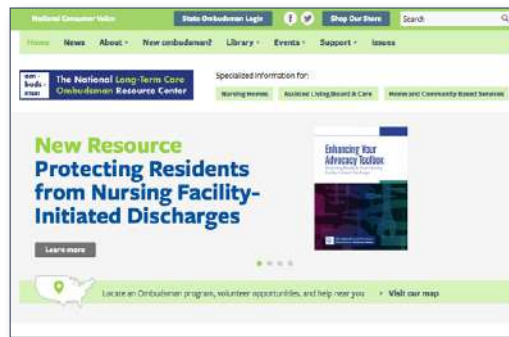 National Consumer Voice
State Ombudsman Login
Shop Our Store
Search
Home News About New ombudsman? Library Events Support Issues
om·
buds·
man
The National Long-Term Care
Ombudsman Resource Center
Specialized information for:
Nursing Homes
Assisted Living/Board & Care
Home and Community-Based Services
New Resource
Protecting Residents
from Nursing Facility-
Initiated Discharges
Learn more
Enhancing Your
Advocacy Toolbox
Locate an Ombudsman program, volunteer opportunities, and help near you
Visit our map